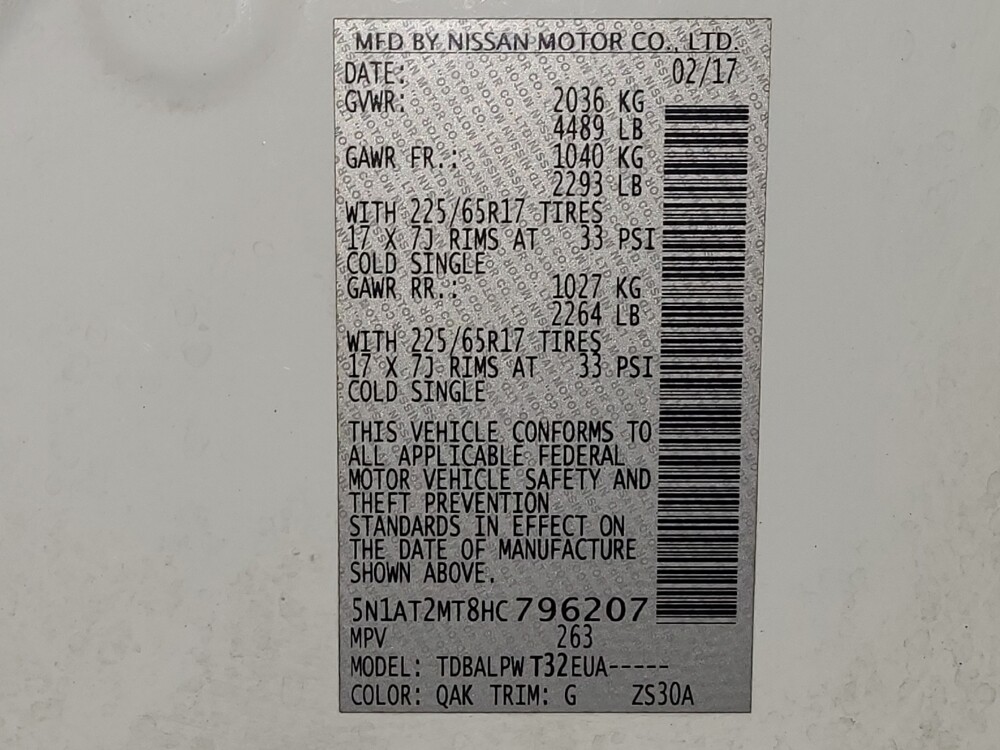 MFD BY NISSAN MOTOR CO., LTD.
DATE: 02/17
GVWR: 2036 KG
4489 LB
GAWR FR.: 1040 KG
2293 LB
WITH 225/65R17 TIRES
17 X 7J RIMS AT 33 PSI
COLD SINGLE
GAWR RR.: 1027 KG
2264 LB
WITH 225/65R17 TIRES
17 X 7J RIMS AT 33 PSI
COLD SINGLE
THIS VEHICLE CONFORMS TO
ALL APPLICABLE FEDERAL
MOTOR VEHICLE SAFETY AND
THEFT PREVENTION
STANDARDS IN EFFECT ON
THE DATE OF MANUFACTURE
SHOWN ABOVE.
5N1AT2MT8HC796207
MPV 263
MODEL: TDBALPWT32EUA-----
COLOR: QAK TRIM: G ZS30A